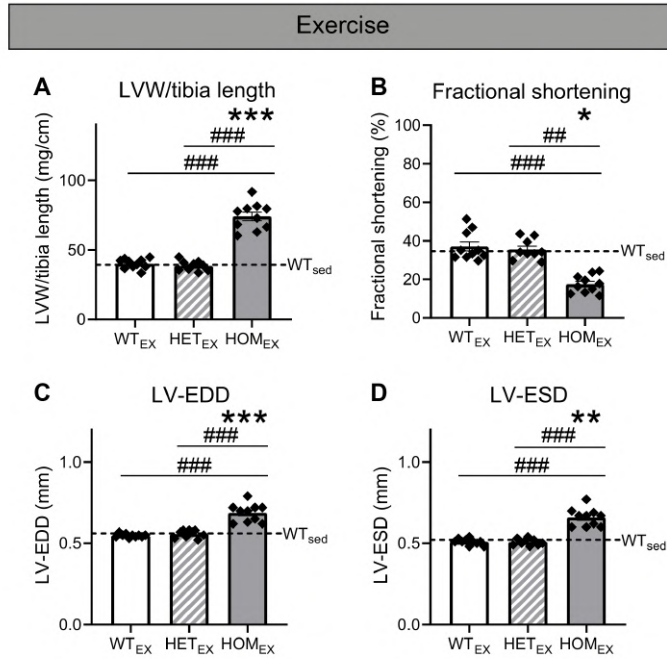 Exercise
A
LVW/tibia length
***
###
###
LVW/tibia length (mg/cm)
100
50
0
WTsed
WTEX
HETEX
HOMEX
B
Fractional shortening
*
##
###
Fractional shortening (%)
100
80
60
40
20
0
WTsed
WTEX
HETEX
HOMEX
C
LV-EDD
***
###
###
LV-EDD (mm)
1.0
0.5
0.0
WTsed
WTEX
HETEX
HOMEX
D
LV-ESD
**
###
###
LV-ESD (mm)
1.0
0.5
0.0
WTsed
WTEX
HETEX
HOMEX